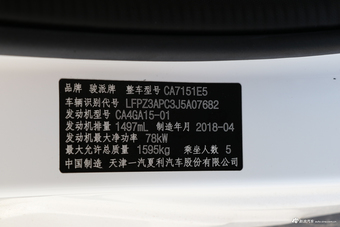 品牌 骏派牌 整车型号 CA7151E5
车辆识别代号 LFPZ3APC3J5A07682
发动机型号 CA4GA15-01
发动机排量 1497mL 制造年月 2018-04
发动机最大净功率 78kW
最大允许总质量 1595kg 乘坐人数 5
中国制造 天津一汽夏利汽车股份有限公司